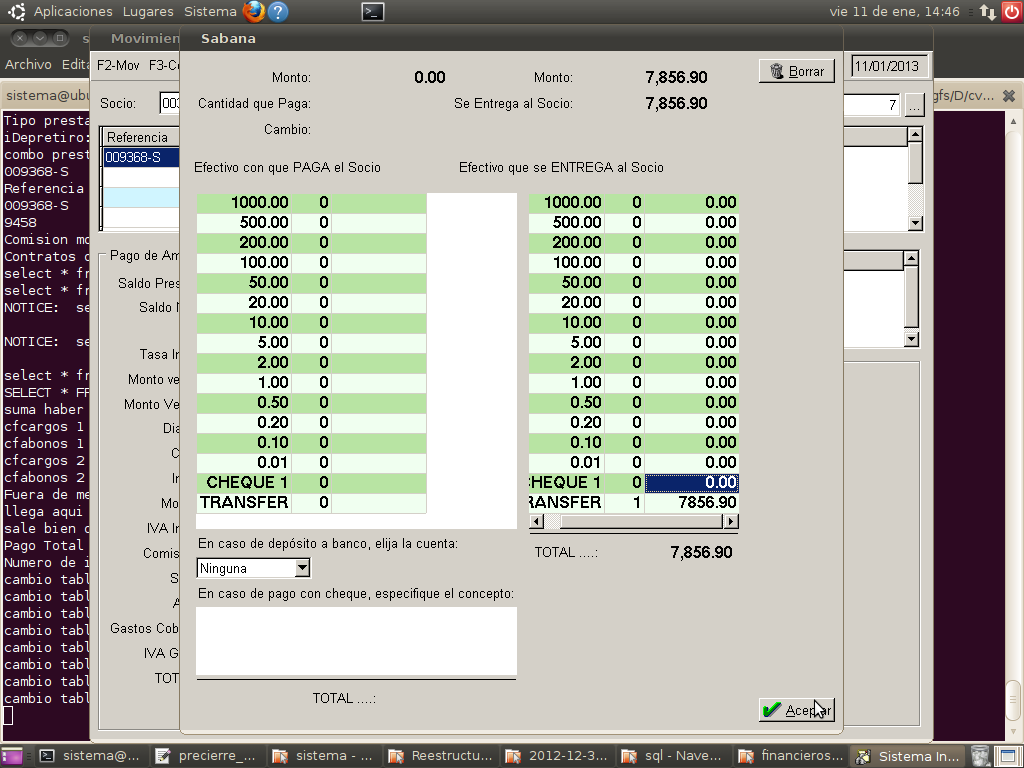 Aplicaciones Lugares Sistema
vie 11 de ene, 14:46
Movimien
Sabana
Archivo Edita
F2-Mov F3-Co
11/01/2013
sistema@ubu
gfs/D/cv...
Socio: 003
7
...
Referencia
009368-S
Pago de Am
Saldo Pres
Saldo N
Tasa In
Monto ve
Monto Ve
Dia
C
In
Mo
IVA In
Comis
S
A
Gastos Cob
IVA G
TOT
Tipo presta
iDepretiro:
combo prest
009368-S
Referencia
009368-S
9458
Comision mo
Contratos c
select * fr
select * fr
NOTICE: se
NOTICE: se
select * fr
SELECT * FR
suma haber
cfcargos 1
cfabonos 1
cfcargos 2
cfabonos 2
Fuera de me
llega aqui
sale bien c
Pago Total
Numero de i
cambio tabl
cambio tabl
cambio tabl
cambio tabl
cambio tabl
cambio tabl
cambio tabl
cambio tabl
Monto: 0.00 Monto: 7,856.90
Borrar
Cantidad que Paga: Se Entrega al Socio: 7,856.90
Cambio:
Efectivo con que PAGA el Socio
Efectivo que se ENTREGA al Socio
1000.00 0 1000.00 0 0.00
500.00 0 500.00 0 0.00
200.00 0 200.00 0 0.00
100.00 0 100.00 0 0.00
50.00 0 50.00 0 0.00
20.00 0 20.00 0 0.00
10.00 0 10.00 0 0.00
5.00 0 5.00 0 0.00
2.00 0 2.00 0 0.00
1.00 0 1.00 0 0.00
0.50 0 0.50 0 0.00
0.20 0 0.20 0 0.00
0.10 0 0.10 0 0.00
0.01 0 0.01 0 0.00
CHEQUE 1 0 CHEQUE 1 0 0.00
TRANSFER 0 RANSFER 1 7856.90
En caso de depósito a banco, elija la cuenta:
TOTAL ....: 7,856.90
Ninguna
En caso de pago con cheque, especifique el concepto:
TOTAL ....:
Aceptar
sistema@...
precierre_...
sistema - ...
Reestructu...
2012-12-3...
sql - Nave...
financieros...
Sistema In...